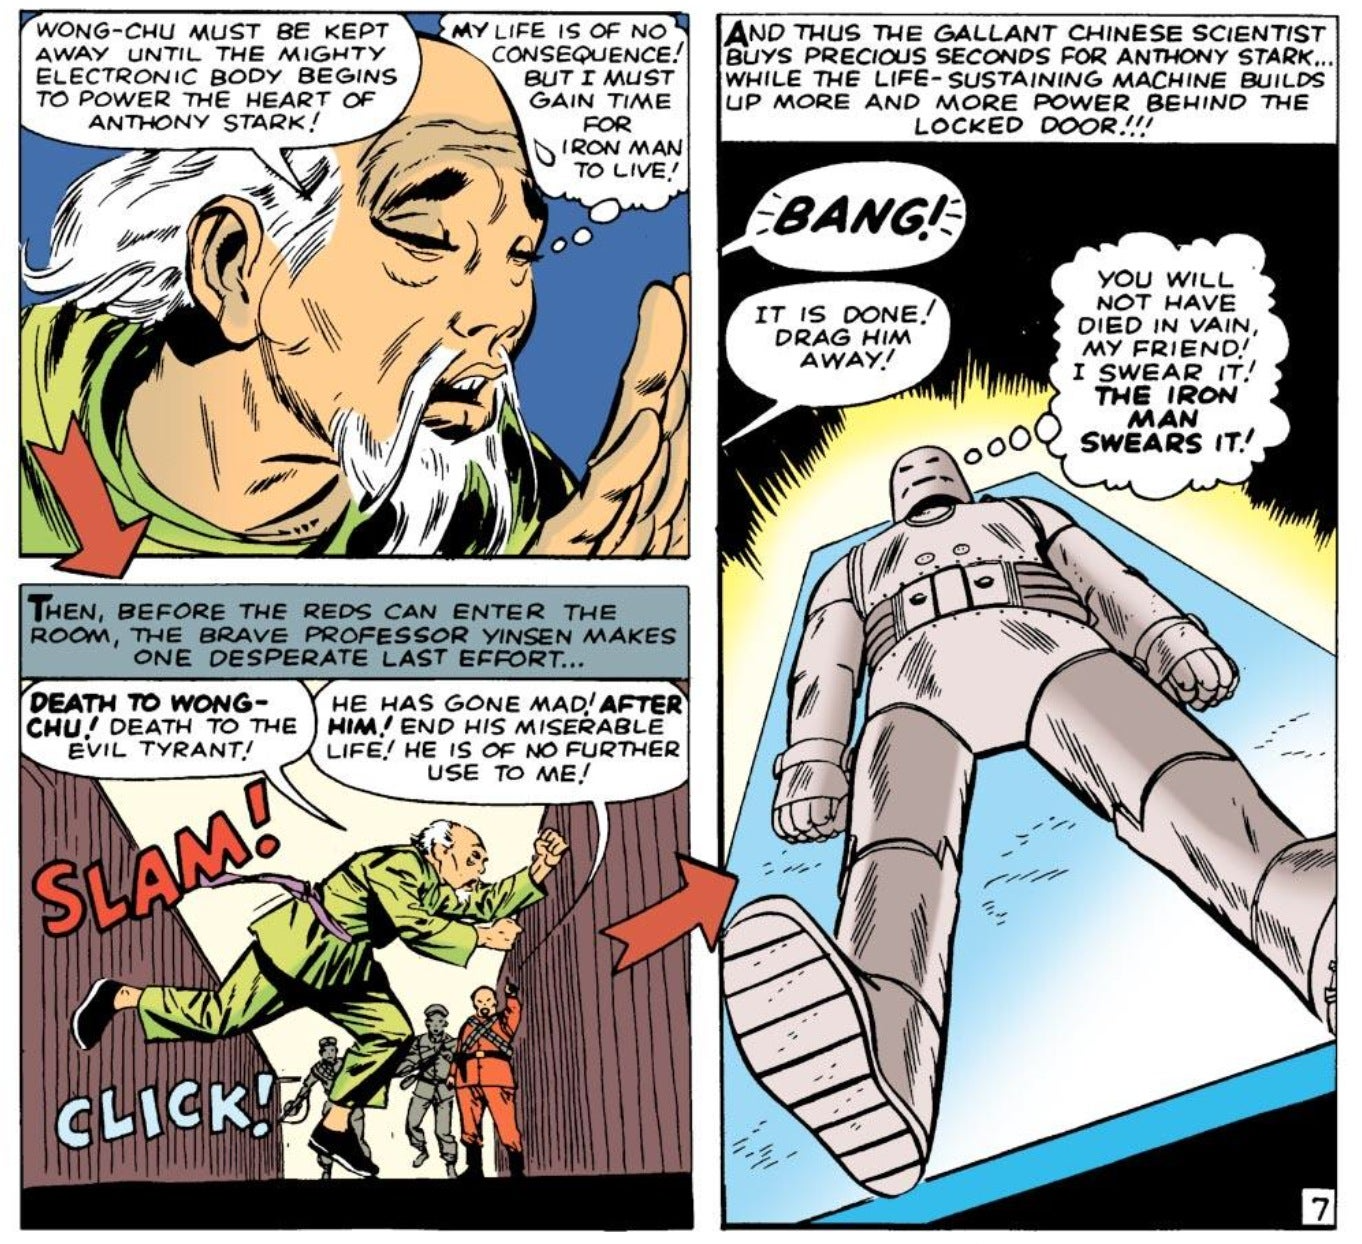 WONG-CHU MUST BE KEPT
AWAY UNTIL THE MIGHTY
ELECTRONIC BODY BEGINS
TO POWER THE HEART OF
ANTHONY STARK!
MY LIFE IS OF NO
CONSEQUENCE!
BUT I MUST
GAIN TIME
FOR
IRON MAN
TO LIVE!
THEN, BEFORE THE REDS CAN ENTER THE
ROOM, THE BRAVE PROFESSOR YINSEN MAKES
ONE DESPERATE LAST EFFORT...
DEATH TO WONG-
CHU! DEATH TO THE
EVIL TYRANT!
HE HAS GONE MAD! AFTER
HIM! END HIS MISERABLE
LIFE! HE IS OF NO FURTHER
USE TO ME!
SLAM!
CLICK!
AND THUS THE GALLANT CHINESE SCIENTIST
BUYS PRECIOUS SECONDS FOR ANTHONY STARK...
WHILE THE LIFE-SUSTAINING MACHINE BUILDS
UP MORE AND MORE POWER BEHIND THE
LOCKED DOOR!!!
BANG!
IT IS DONE!
DRAG HIM
AWAY!
YOU WILL
NOT HAVE
DIED IN VAIN,
MY FRIEND!
I SWEAR IT!
THE IRON
MAN
SWEARS IT!
7